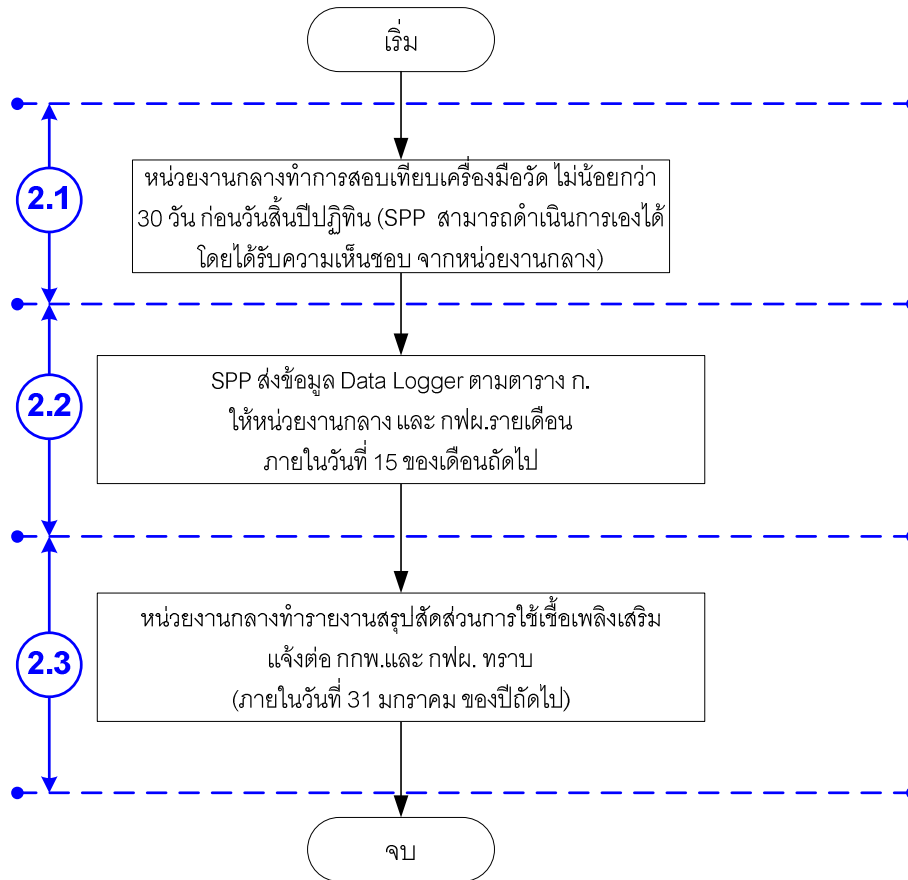 เริ่ม
2.1
หน่วยงานกลางทำการสอบเทียบเครื่องมือวัด ไม่น้อยกว่า
30 วัน ก่อนวันสิ้นปีปฏิทิน (SPP สามารถดำเนินการเองได้
โดยได้รับความเห็นชอบ จากหน่วยงานกลาง)
2.2
SPP ส่งข้อมูล Data Logger ตามตาราง ก.
ให้หน่วยงานกลาง และ กฟผ.รายเดือน
ภายในวันที่ 15 ของเดือนถัดไป
2.3
หน่วยงานกลางทำรายงานสรุปสัดส่วนการใช้เชื้อเพลิงเสริม
แจ้งต่อ กกพ.และ กฟผ. ทราบ
(ภายในวันที่ 31 มกราคม ของปีถัดไป)
จบ